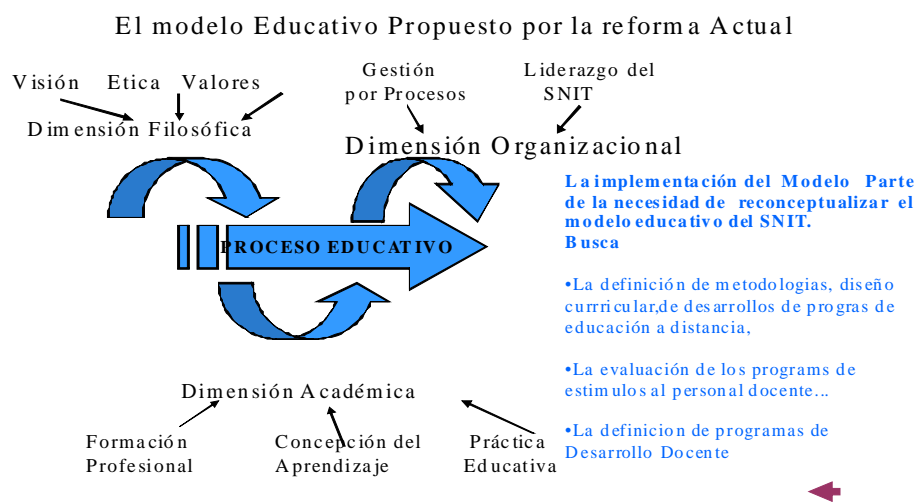 El modelo Educativo Propuesto por la reforma Actual
Visión Etica Valores
Dimensión Filosófica
Gestión
por Procesos
Liderazgo del
SNIT
Dimensión Organizacional
PROCESO EDUCATIVO
La implementación del Modelo Parte
de la necesidad de reconceptualizar el
modelo educativo del SNIT.
Busca
•La definición de metodologias, diseño
currricular,de desarrollos de progras de
educación a distancia,
•La evaluación de los programs de
estimulos al personal docente...
•La definicion de programas de
Desarrollo Docente
Dimensión Académica
Formación
Profesional
Concepción del
Aprendizaje
Práctica
Educativa